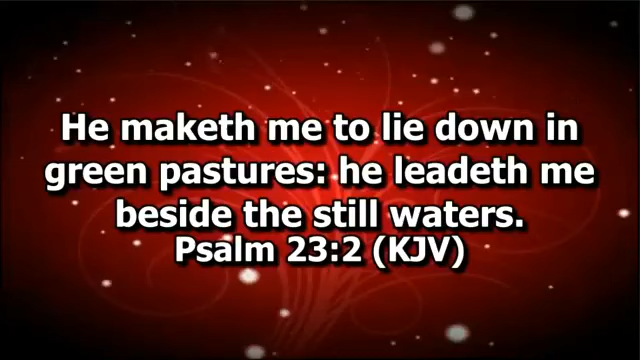 He maketh me to lie down in
green pastures: he leadeth me
beside the still waters.
Psalm 23:2 (KJV)